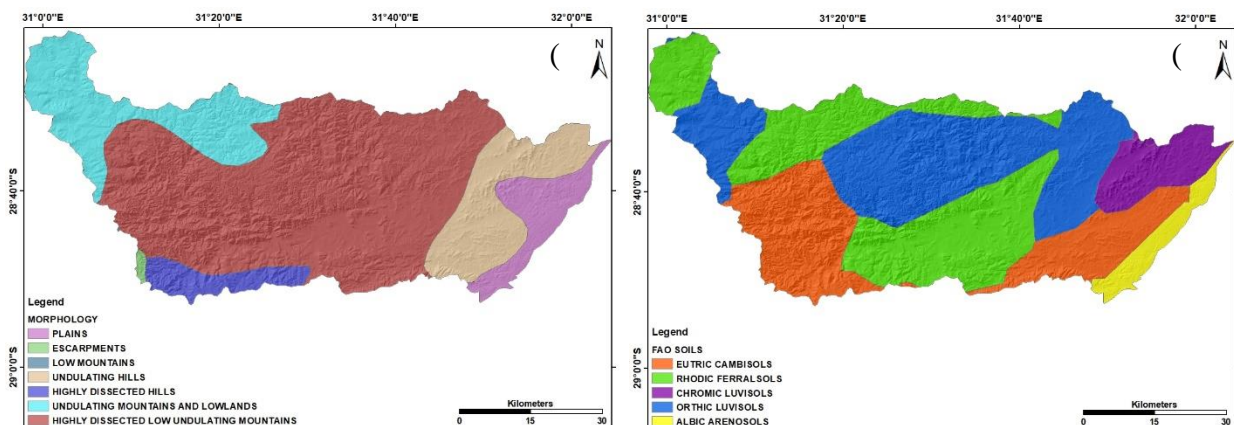 31°0'0"E 31°20'0"E 31°40'0"E 32°0'0"E
(
N
28°40'0"S
29°0'0"S
Legend
MORPHOLOGY
PLAINS
ESCARPMENTS
LOW MOUNTAINS
UNDULATING HILLS
HIGHLY DISSECTED HILLS
UNDULATING MOUNTAINS AND LOWLANDS
HIGHLY DISSECTED LOW UNDULATING MOUNTAINS
Kilometers
0 15 30
31°0'0"E 31°20'0"E 31°40'0"E 32°0'0"E
(
N
28°40'0"S
29°0'0"S
Legend
FAO SOILS
EUTRIC CAMBISOLS
RHODIC FERRALSOLS
CHROMIC LUVISOLS
ORTHIC LUVISOLS
ALBIC ARENOSOLS
Kilometers
0 15 30